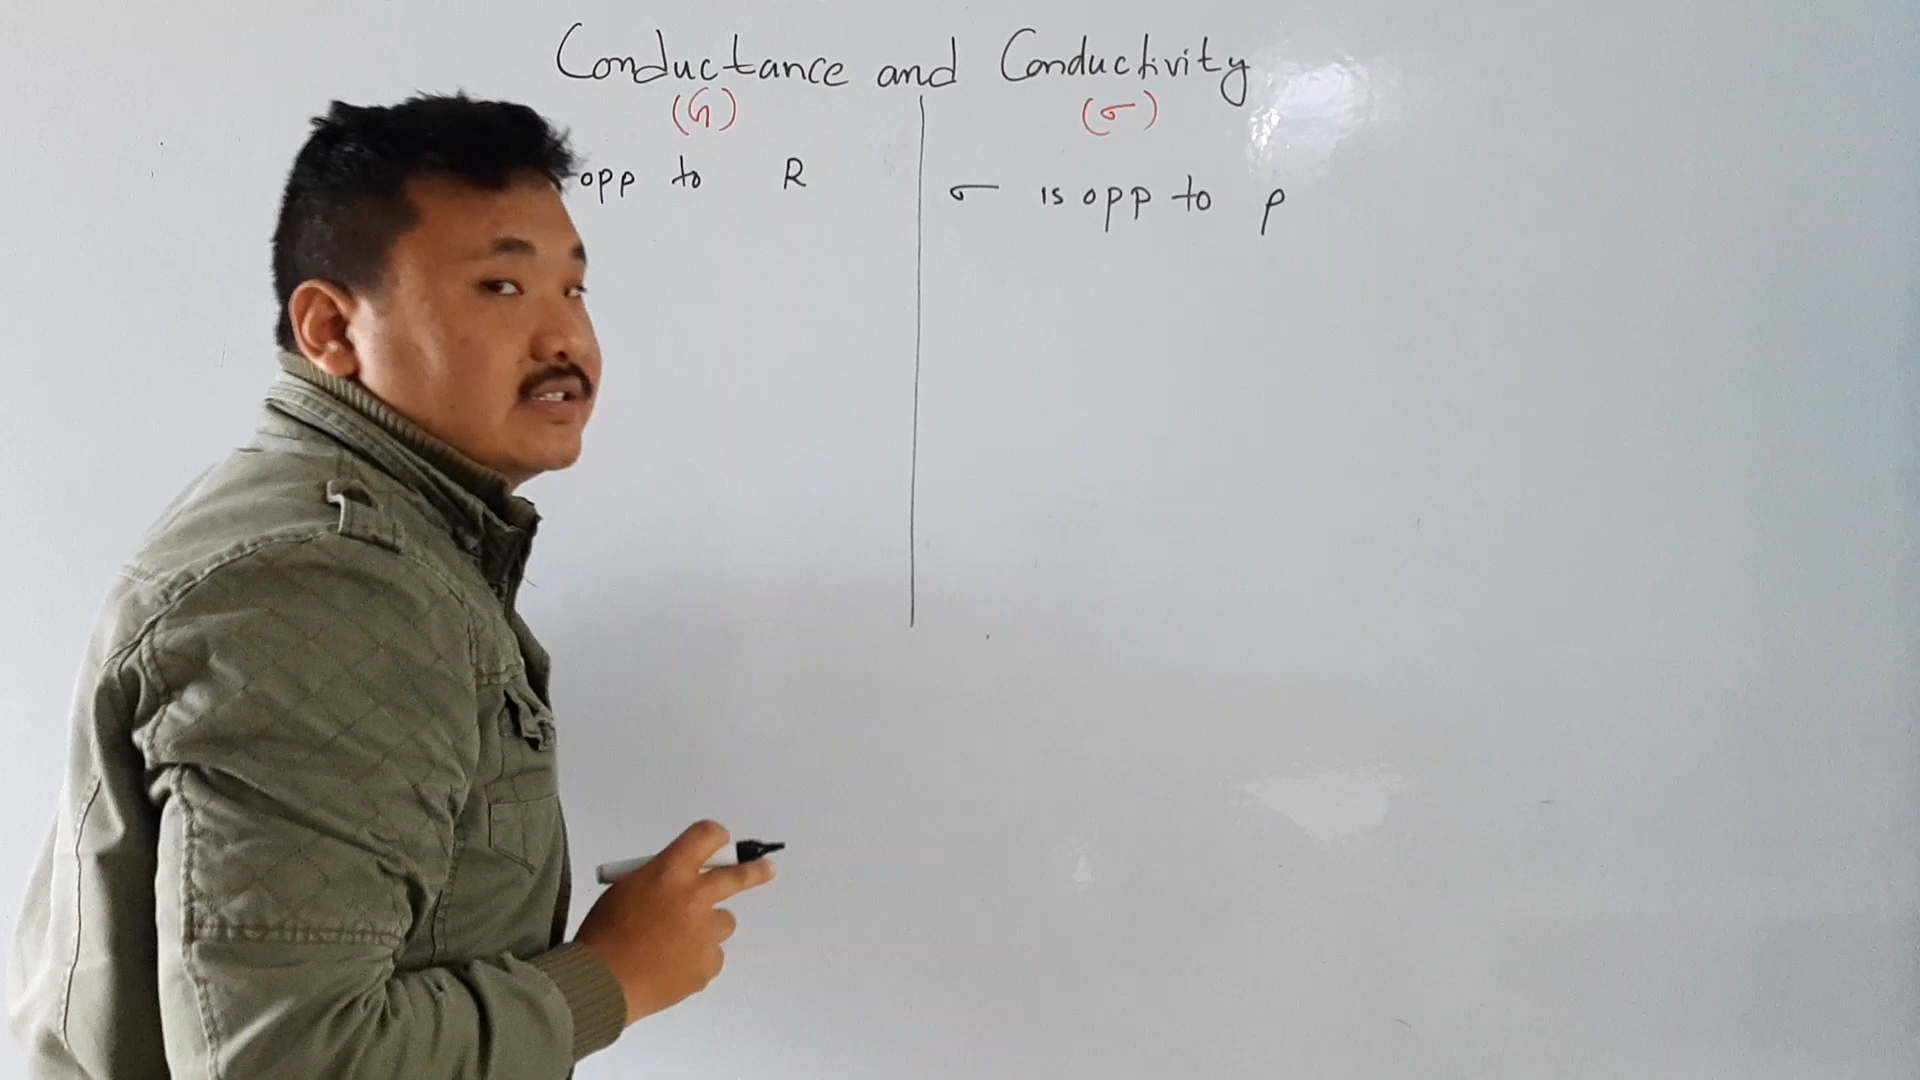 Conductance and Conductivity
(G) (σ)
opp to R
σ is opp to ρ